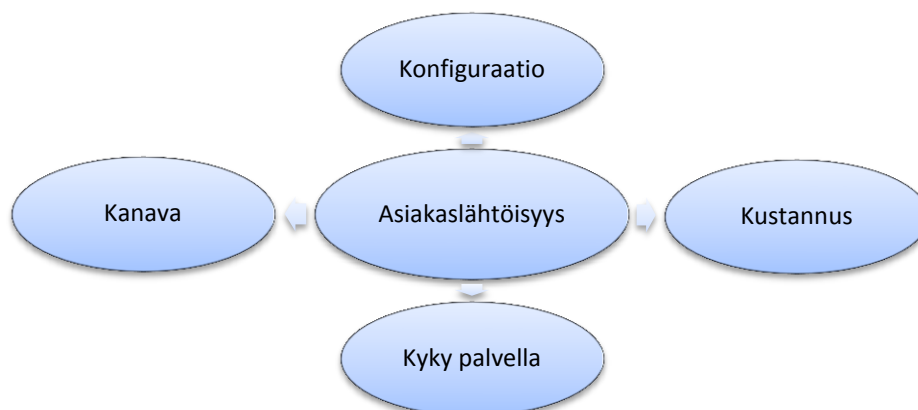 Konfiguraatio
Kanava
Asiakaslähtöisyys
Kustannus
Kyky palvella